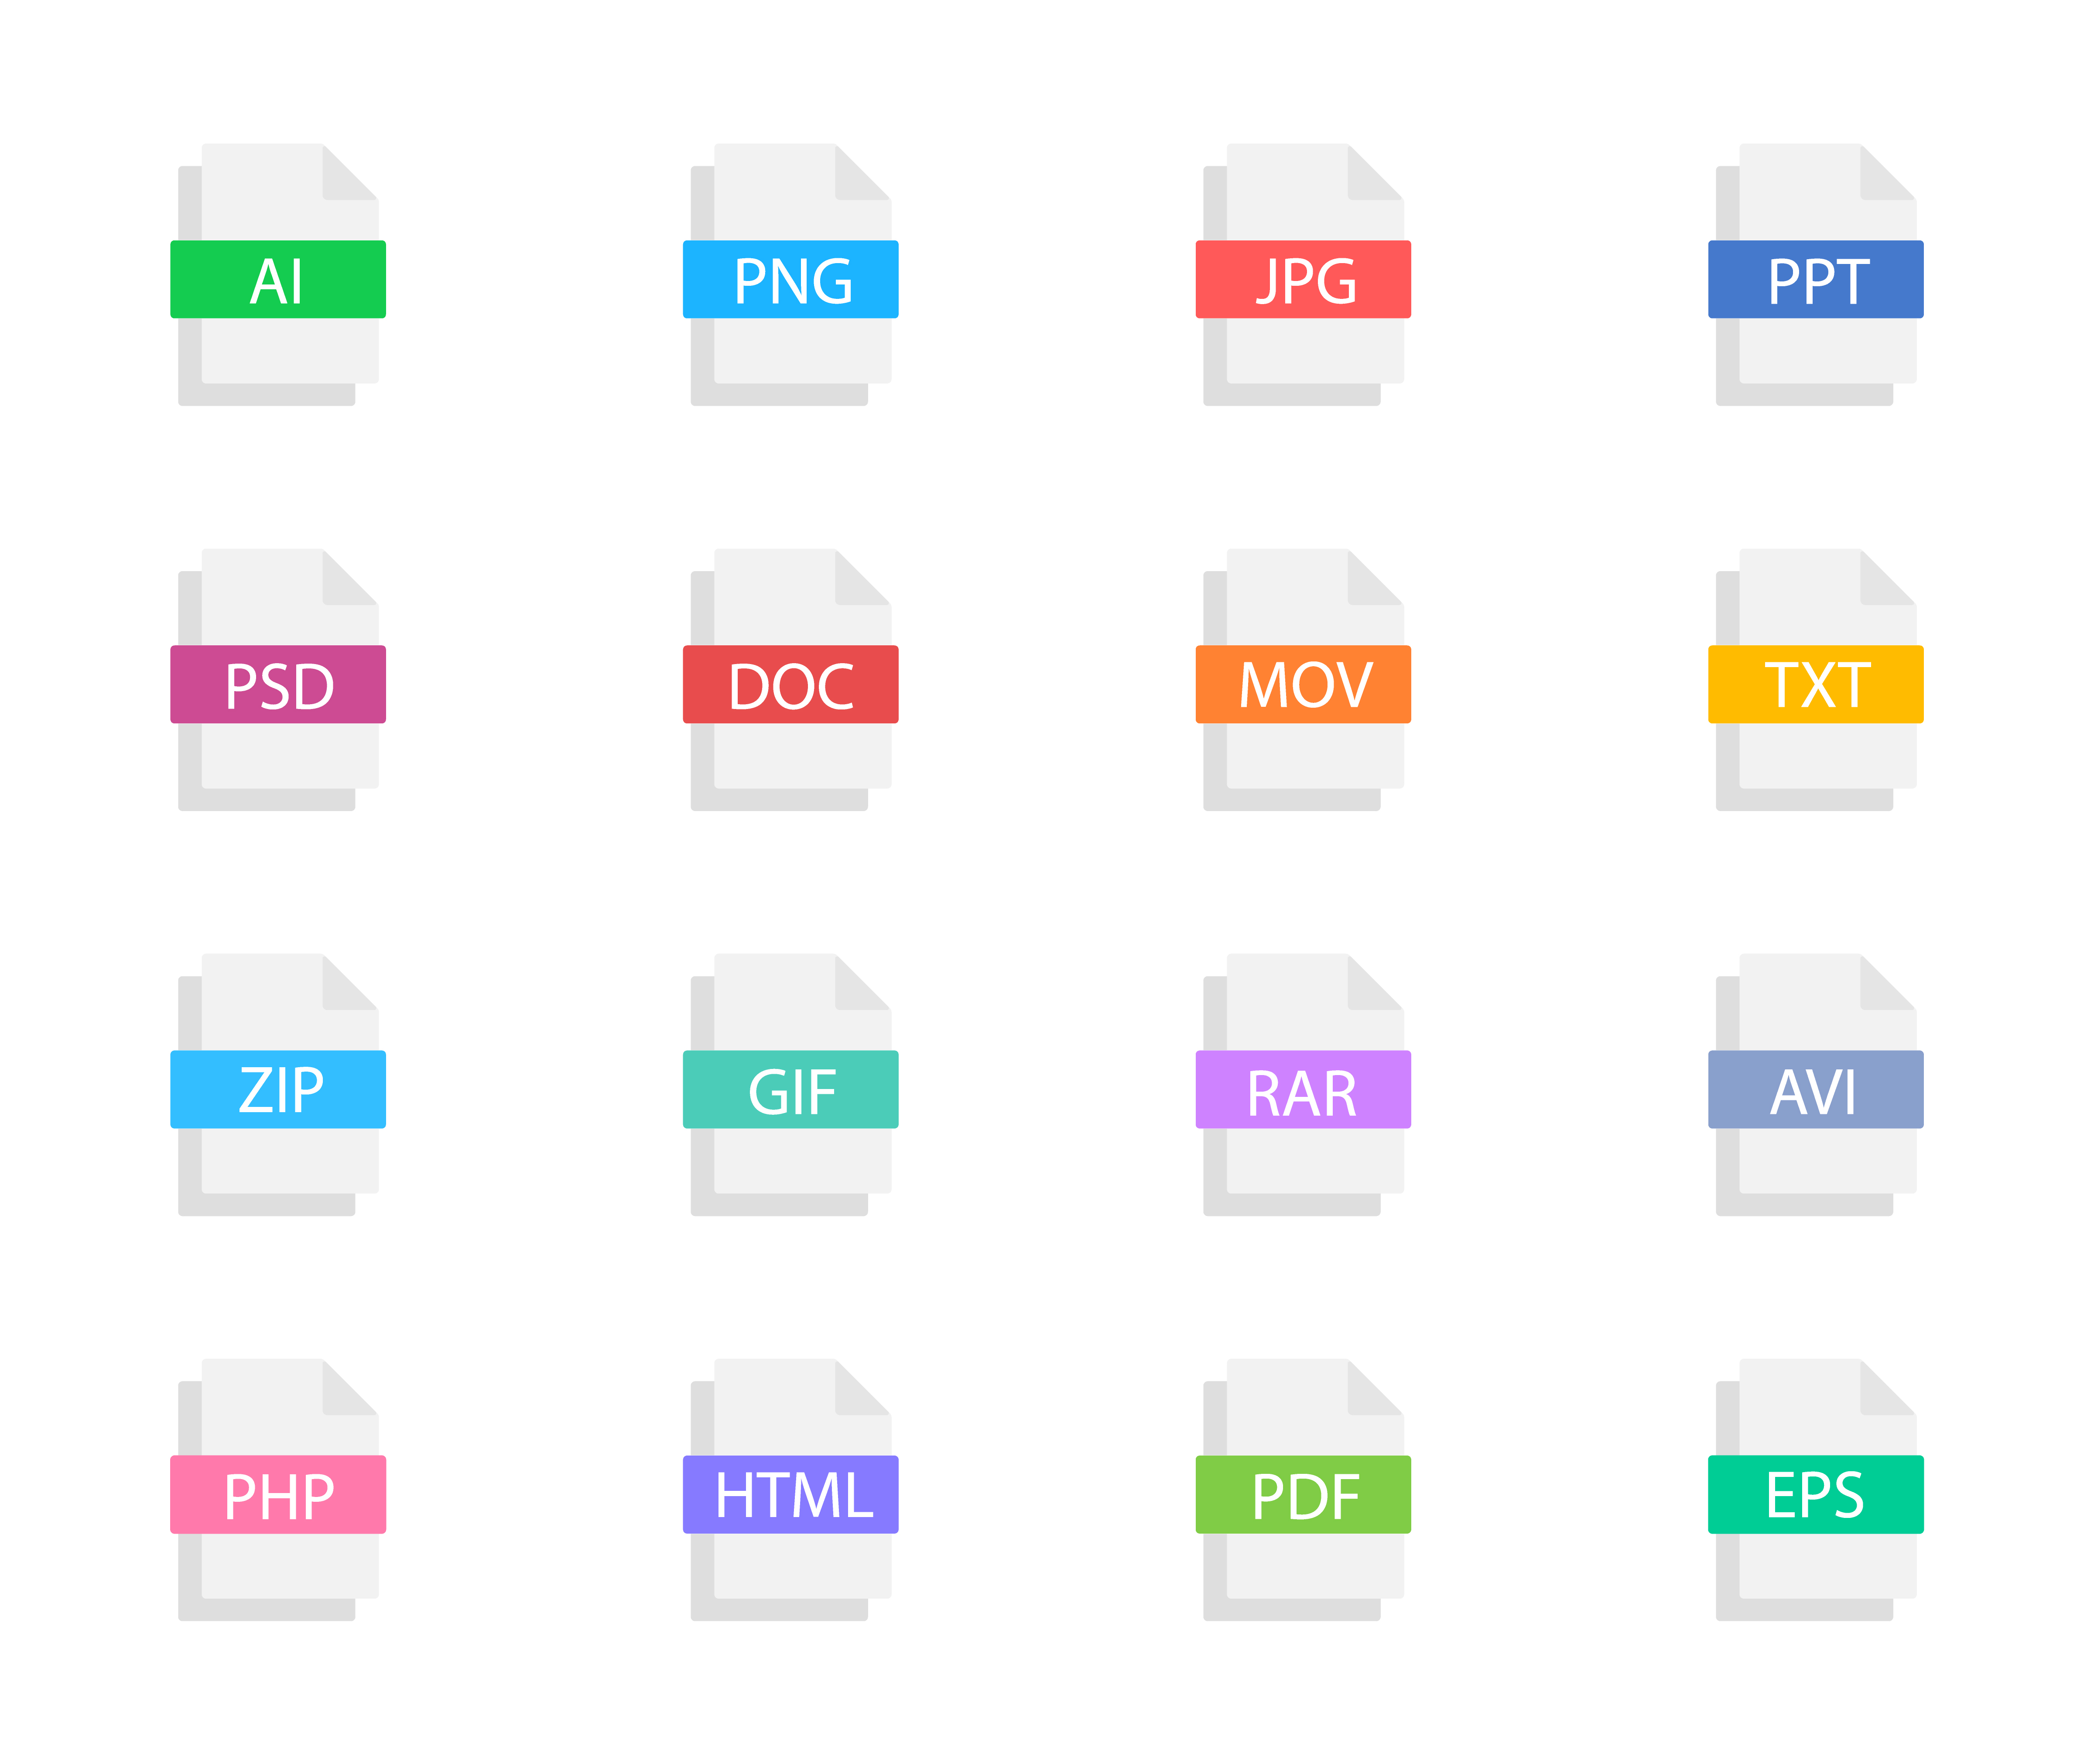 AI
PNG
JPG
PPT
PSD
DOC
MOV
TXT
ZIP
GIF
RAR
AVI
PHP
HTML
PDF
EPS